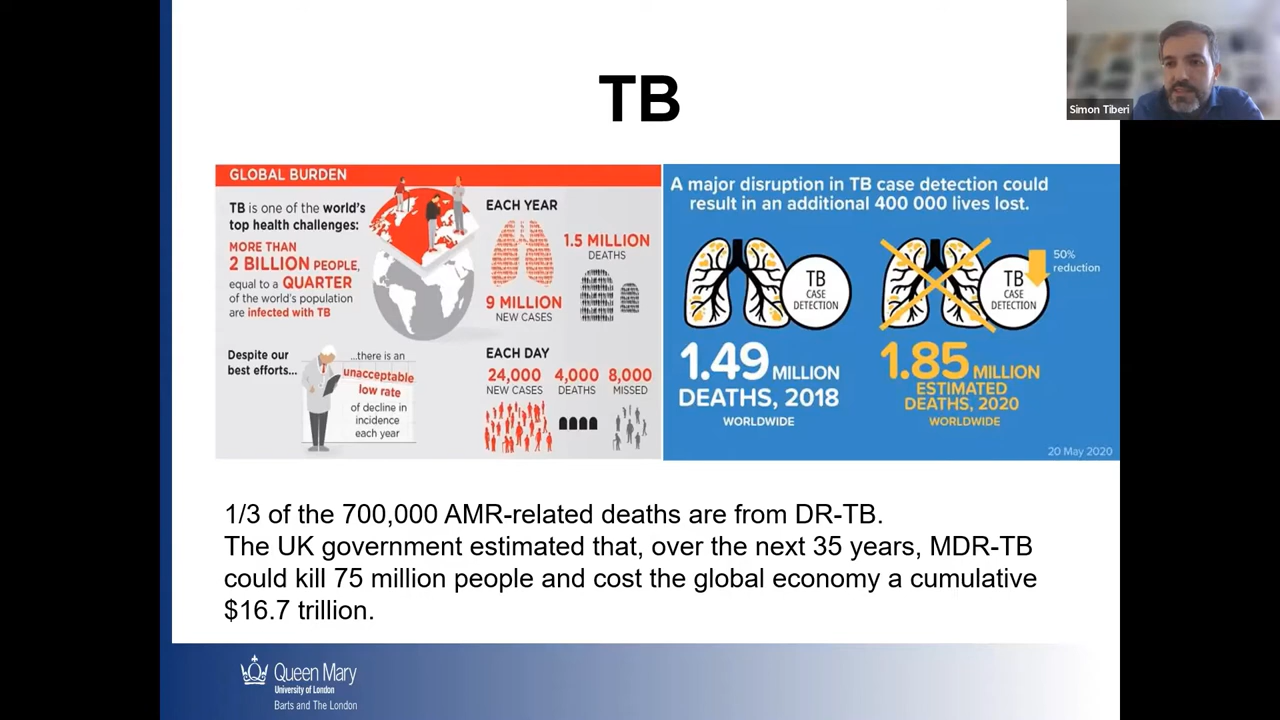 Simon Tiberi
TB
GLOBAL BURDEN
TB is one of the world's
top health challenges:
MORE THAN
2 BILLION PEOPLE,
equal to a QUARTER
of the world's population
are infected with TB
Despite our
best efforts...
...there is an
unacceptable
low rate
of decline in
incidence
each year
EACH YEAR
1.5 MILLION
DEATHS
9 MILLION
NEW CASES
EACH DAY
24,000
NEW CASES
4,000
DEATHS
8,000
MISSED
A major disruption in TB case detection could
result in an additional 400 000 lives lost.
TB
CASE
DETECTION
1.49 MILLION
DEATHS, 2018
WORLDWIDE
TB
CASE
DETECTION
50%
reduction
1.85 MILLION
ESTIMATED
DEATHS, 2020
WORLDWIDE
20 May 2020
1/3 of the 700,000 AMR-related deaths are from DR-TB.
The UK government estimated that, over the next 35 years, MDR-TB
could kill 75 million people and cost the global economy a cumulative
$16.7 trillion.
Queen Mary
University of London
Barts and The London